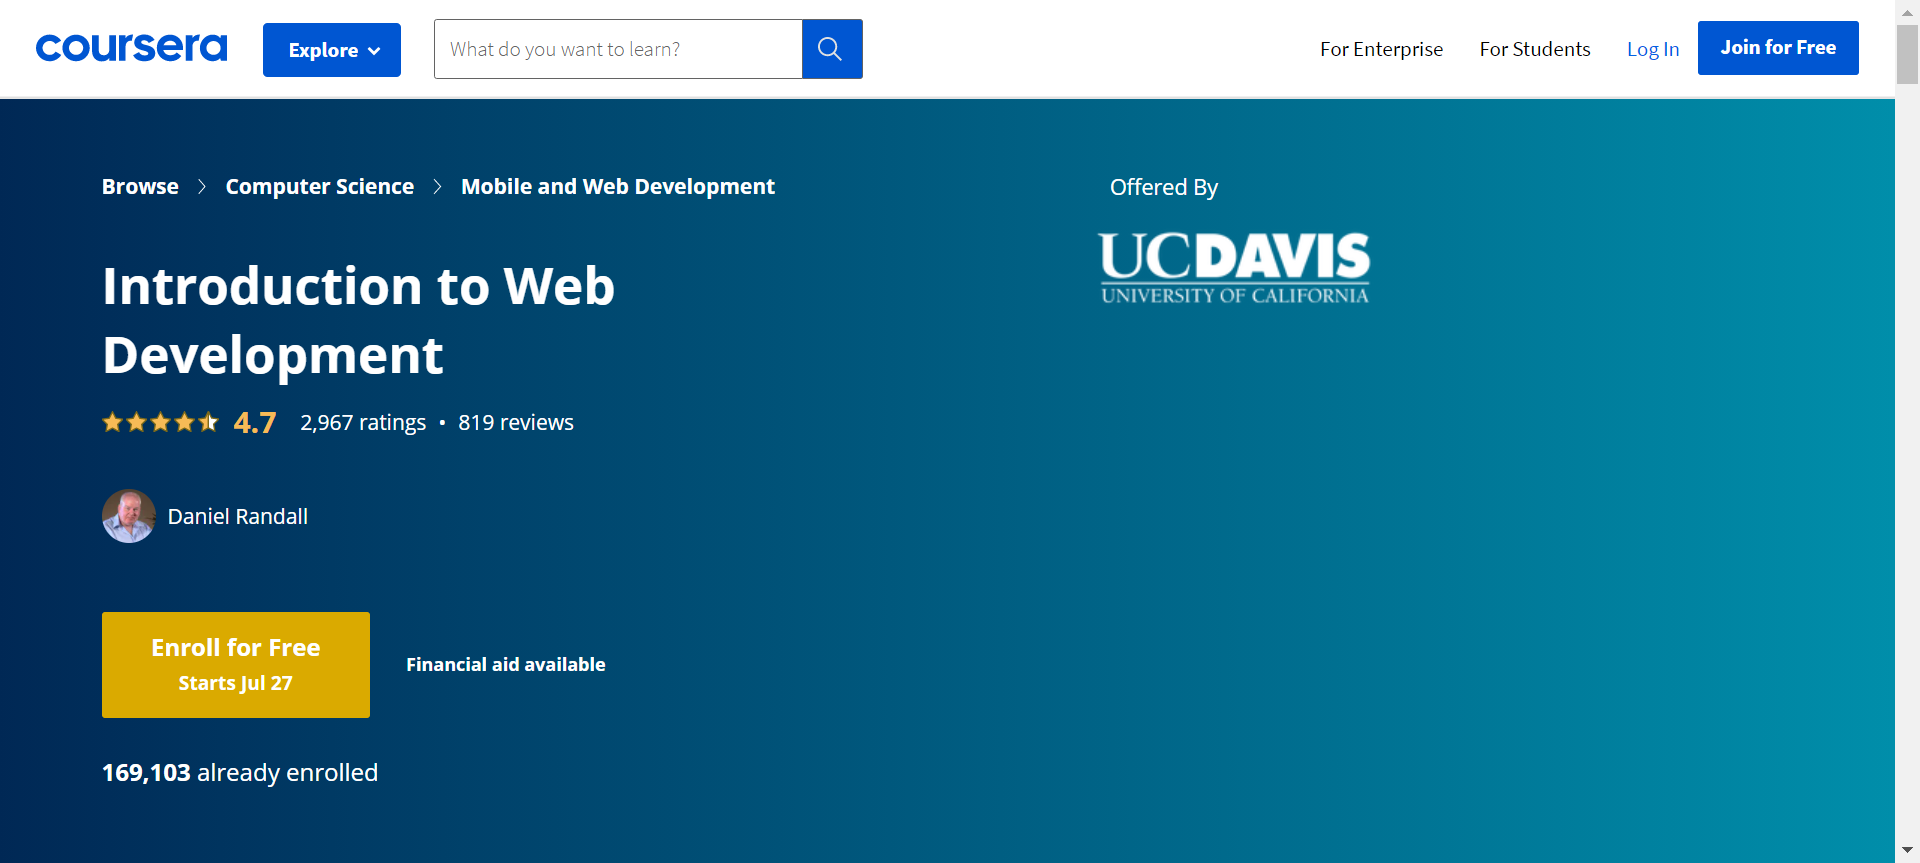 coursera
Explore
What do you want to learn?
For Enterprise
For Students
Log In
Join for Free
Browse
Computer Science
Mobile and Web Development
Offered By
UCDAVIS
UNIVERSITY OF CALIFORNIA
Introduction to Web
Development
4.7 2,967 ratings • 819 reviews
Daniel Randall
Enroll for Free
Starts Jul 27
Financial aid available
169,103 already enrolled